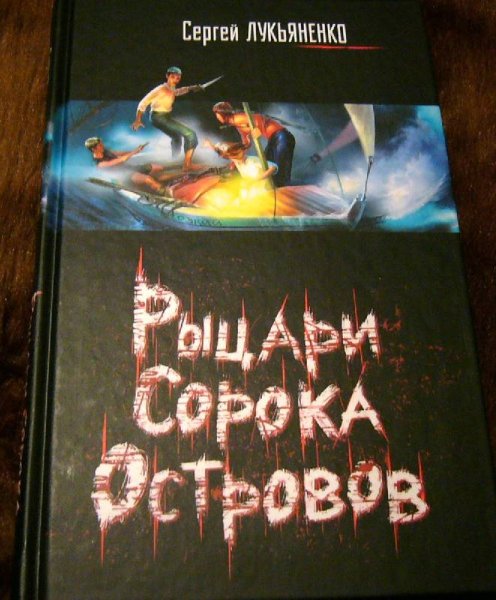 Сергей ЛУКЬЯНЕНКО
Рыцари
Сорока
Островов